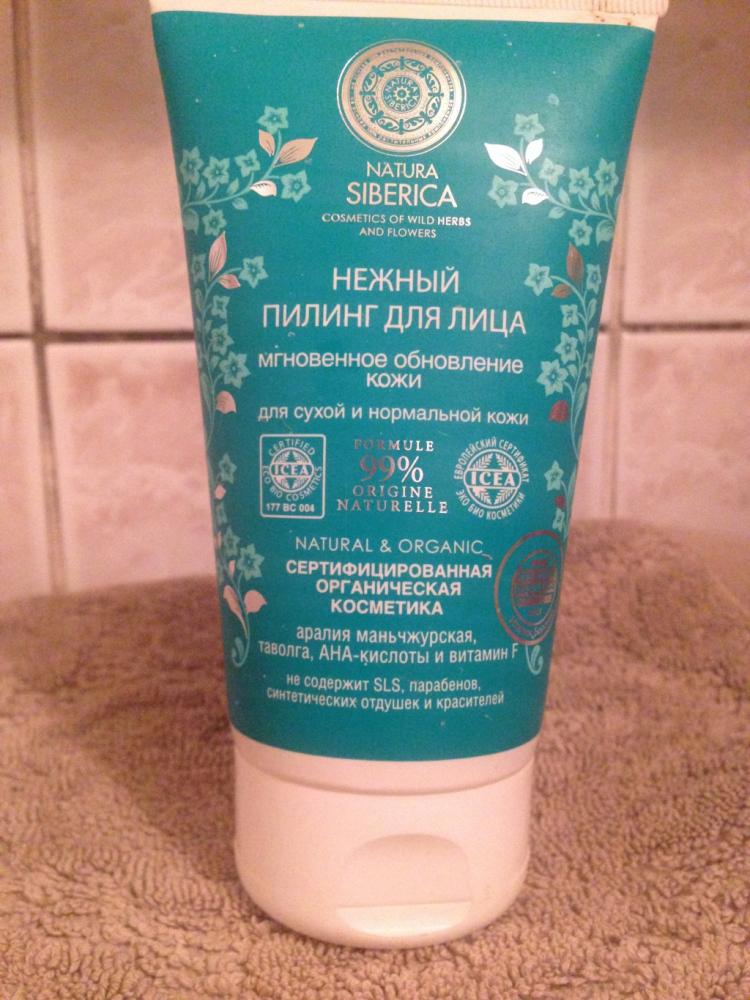 NATURA
SIBERICA
NATURA
SIBERICA
COSMETICS OF WILD HERBS
AND FLOWERS
НЕЖНЫЙ
ПИЛИНГ ДЛЯ ЛИЦА
мгновенное обновление
кожи
для сухой и нормальной кожи
CERTIFIED
ICEA
ECO BIO COSMETICS
177 BC 004
FORMULE
99%
ORIGINE
NATURELLE
ЕВРОПЕЙСКИЙ СЕРТИФИКАТ
ICEA
ЭКО БИО КОСМЕТИКИ
NATURAL & ORGANIC
СЕРТИФИЦИРОВАННАЯ
ОРГАНИЧЕСКАЯ
КОСМЕТИКА
аралия маньчжурская,
таволга, АНА-кислоты и витамин F
не содержит SLS, парабенов,
синтетических отдушек и красителей